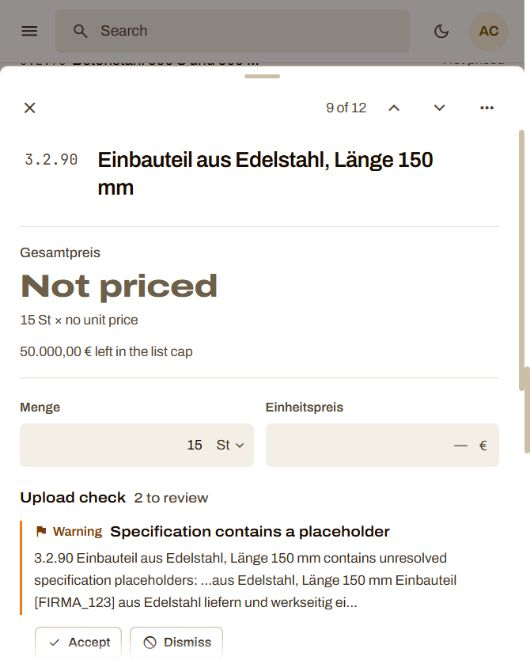 Search
AC
9 of 12
3.2.90 Einbauteil aus Edelstahl, Länge 150
mm
Gesamtpreis
Not priced
15 St × no unit price
50.000,00 € left in the list cap
Menge
Einheitspreis
15 St
— €
Upload check 2 to review
Warning Specification contains a placeholder
3.2.90 Einbauteil aus Edelstahl, Länge 150 mm contains unresolved
specification placeholders: ...aus Edelstahl, Länge 150 mm Einbauteil
[FIRMA_123] aus Edelstahl liefern und werkseitig ei...
Accept
Dismiss